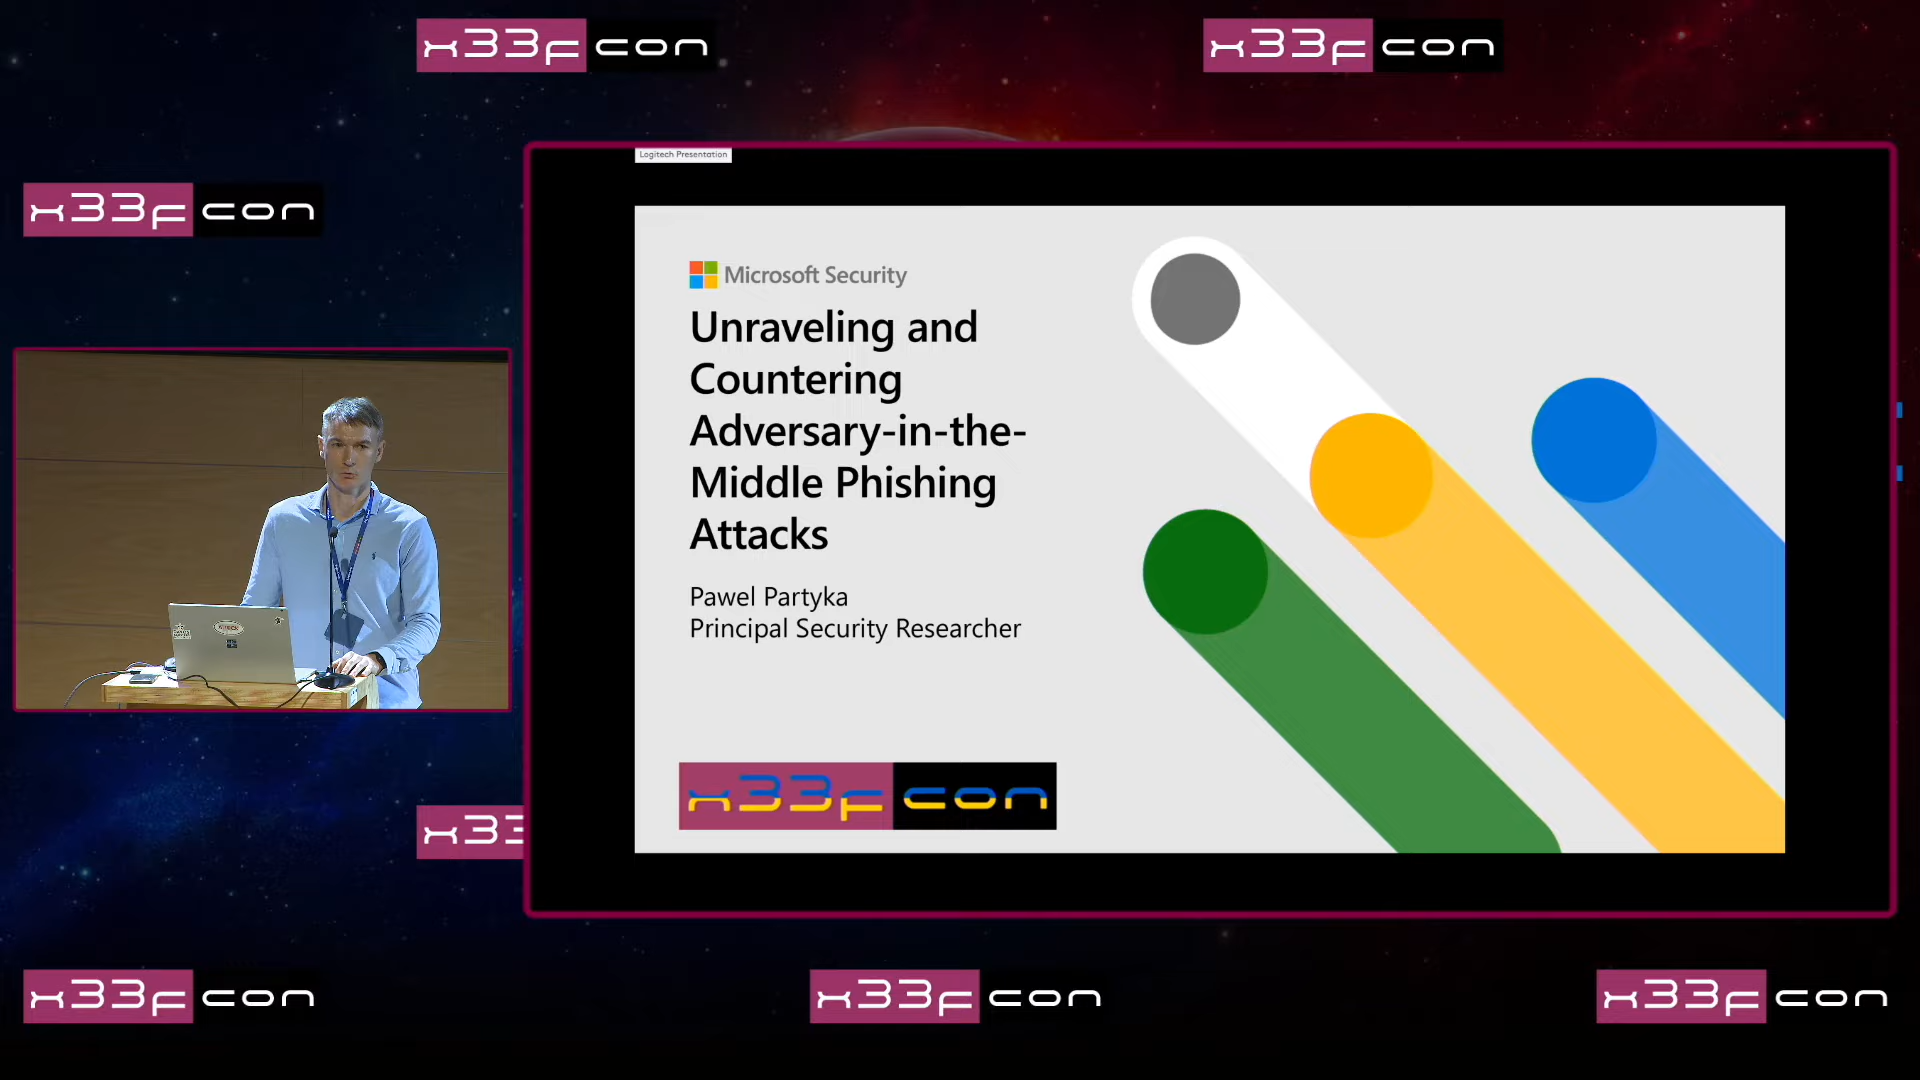 x33fcon
x33fcon
Logitech Presentation
x33fcon
Microsoft Security
Unraveling and
Countering
Adversary-in-the-
Middle Phishing
Attacks
Pawel Partyka
Principal Security Researcher
x33fcon
x33
x33fcon
x33fcon
x33fcon